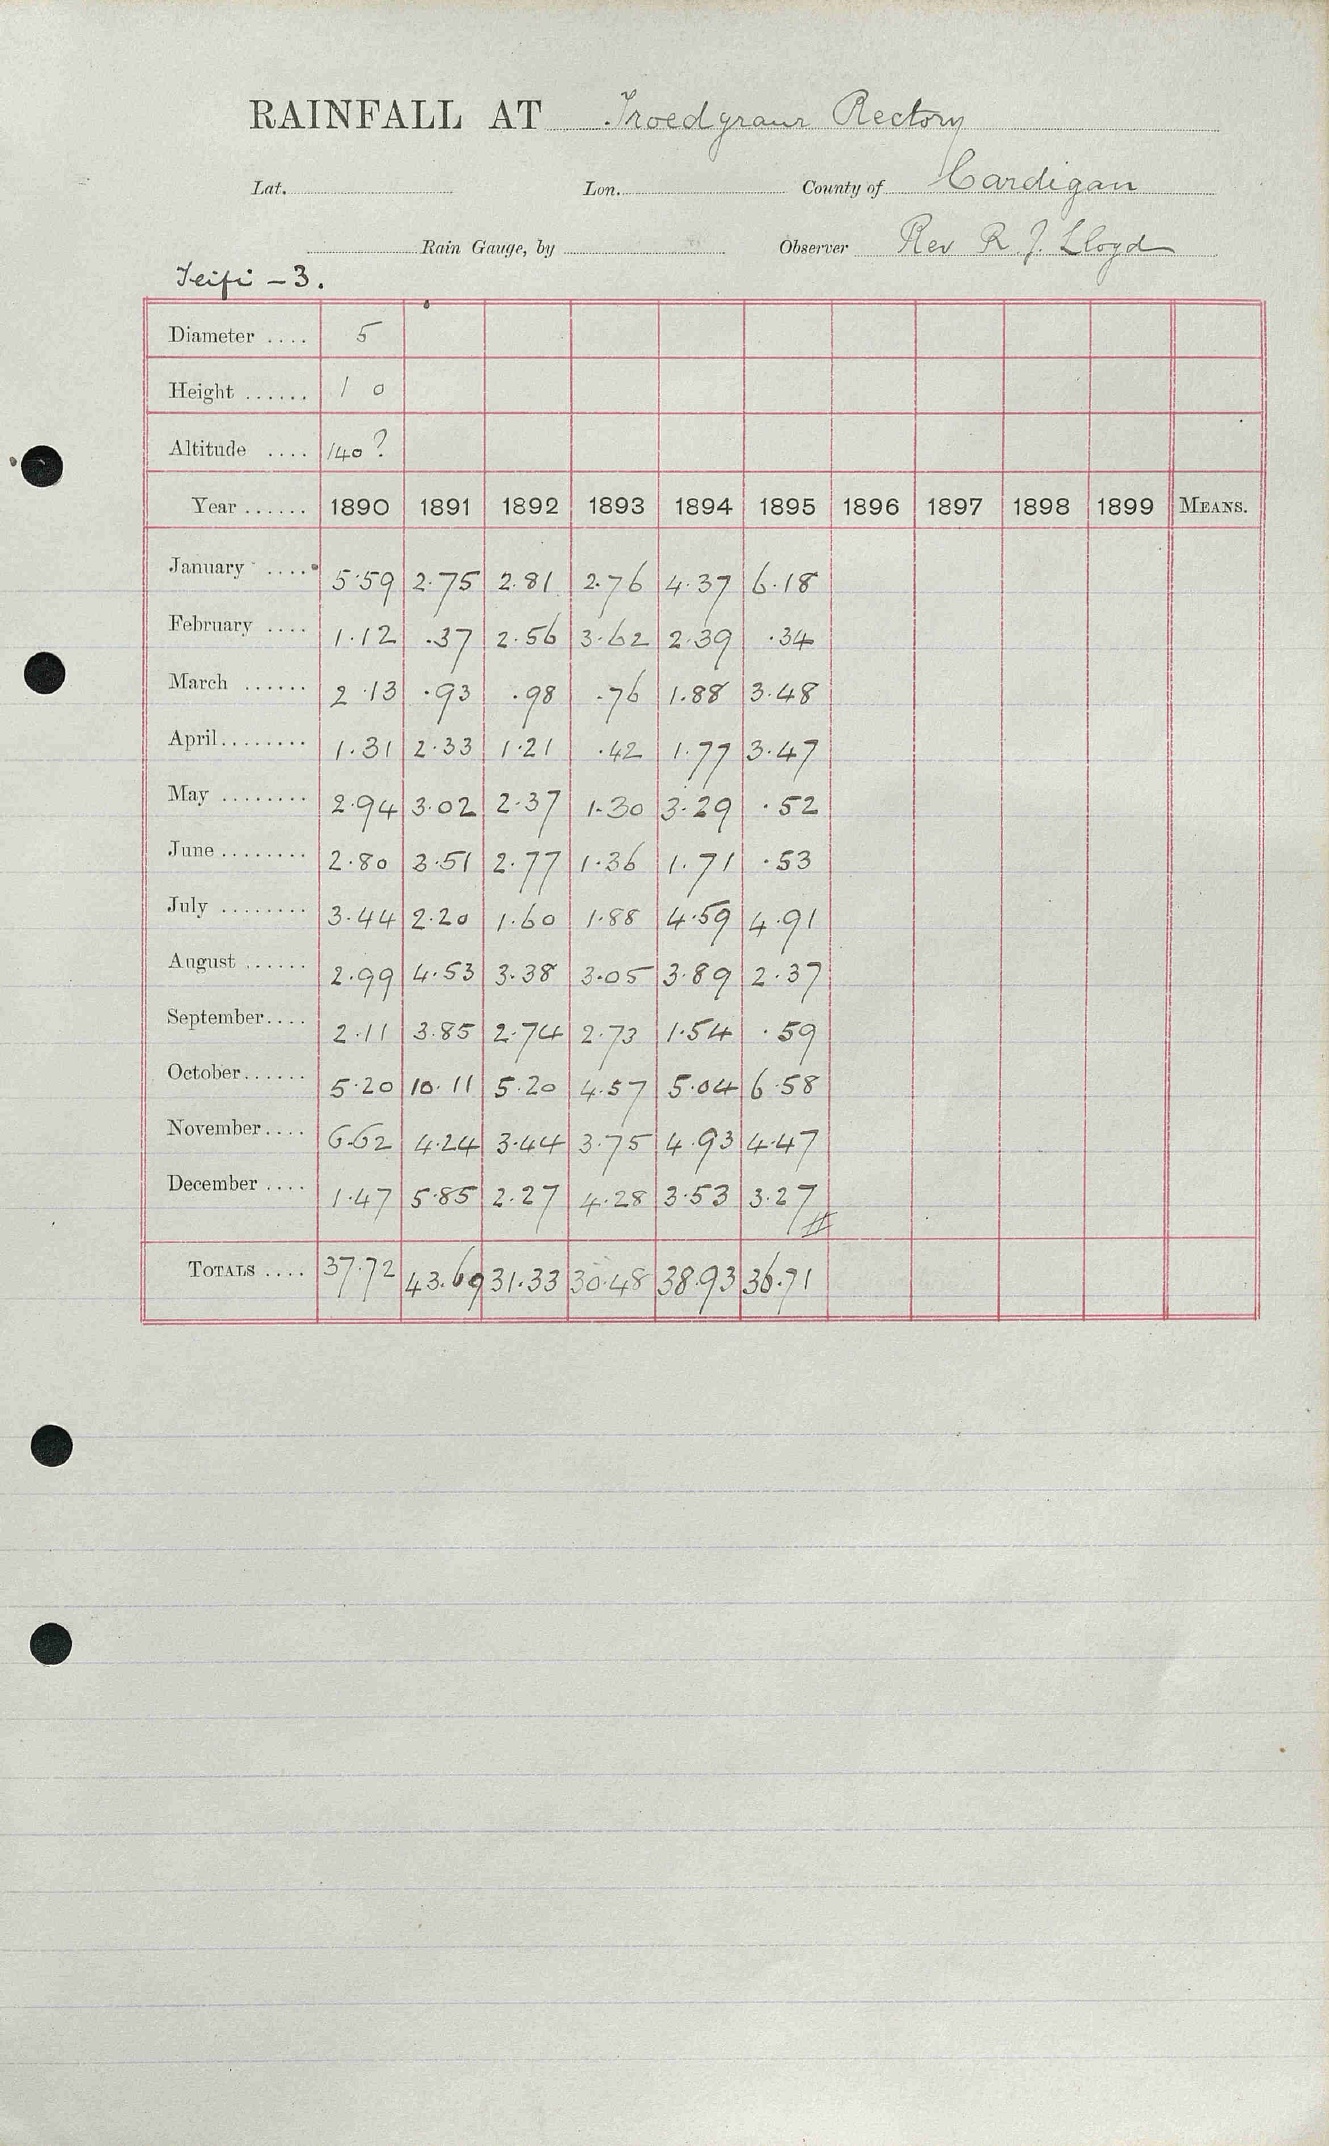 RAINFALL AT Troedyraur Rectory
Lat. Lon. County of Cardigan
Rain Gauge, by Observer Rev R. J. Lloyd
Teifi - 3.
Diameter .... 5
Height ...... 1 0
Altitude .... 140?
Year ...... 1890 1891 1892 1893 1894 1895 1896 1897 1898 1899 MEANS.
January .... 5.59 2.75 2.81 2.76 4.37 6.18
February .... 1.12 .37 2.56 3.62 2.39 .34
March ...... 2.13 .93 .98 .76 1.88 3.48
April........ 1.31 2.33 1.21 .42 1.77 3.47
May ........ 2.94 3.02 2.37 1.30 3.29 .52
June ........ 2.80 3.51 2.77 1.36 1.71 .53
July ........ 3.44 2.20 1.60 1.88 4.59 4.91
August ...... 2.99 4.53 3.38 3.05 3.89 2.37
September.... 2.11 3.85 2.74 2.73 1.54 .59
October...... 5.20 10.11 5.20 4.57 5.04 6.58
November.... 6.62 4.24 3.44 3.75 4.93 4.47
December .... 1.47 5.85 2.27 4.28 3.53 3.27
TOTALS .... 37.72 43.69 31.33 30.48 38.93 36.71